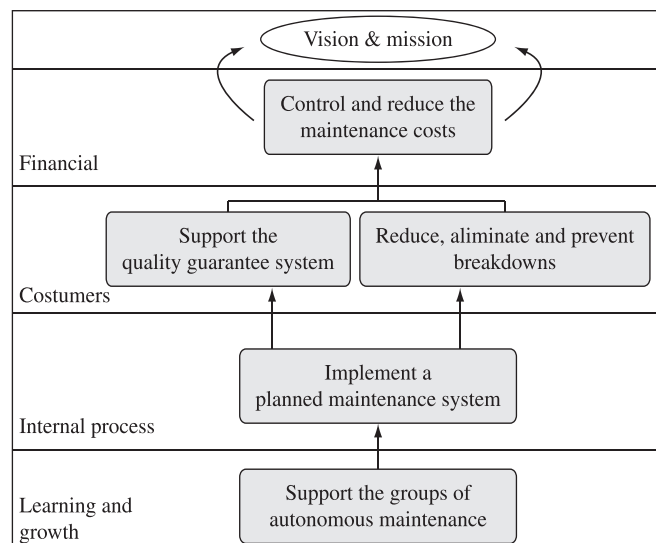 Vision & mission
Control and reduce the
maintenance costs
Financial
Support the
quality guarantee system
Reduce, aliminate and prevent
breakdowns
Costumers
Implement a
planned maintenance system
Internal process
Support the groups of
autonomous maintenance
Learning and
growth